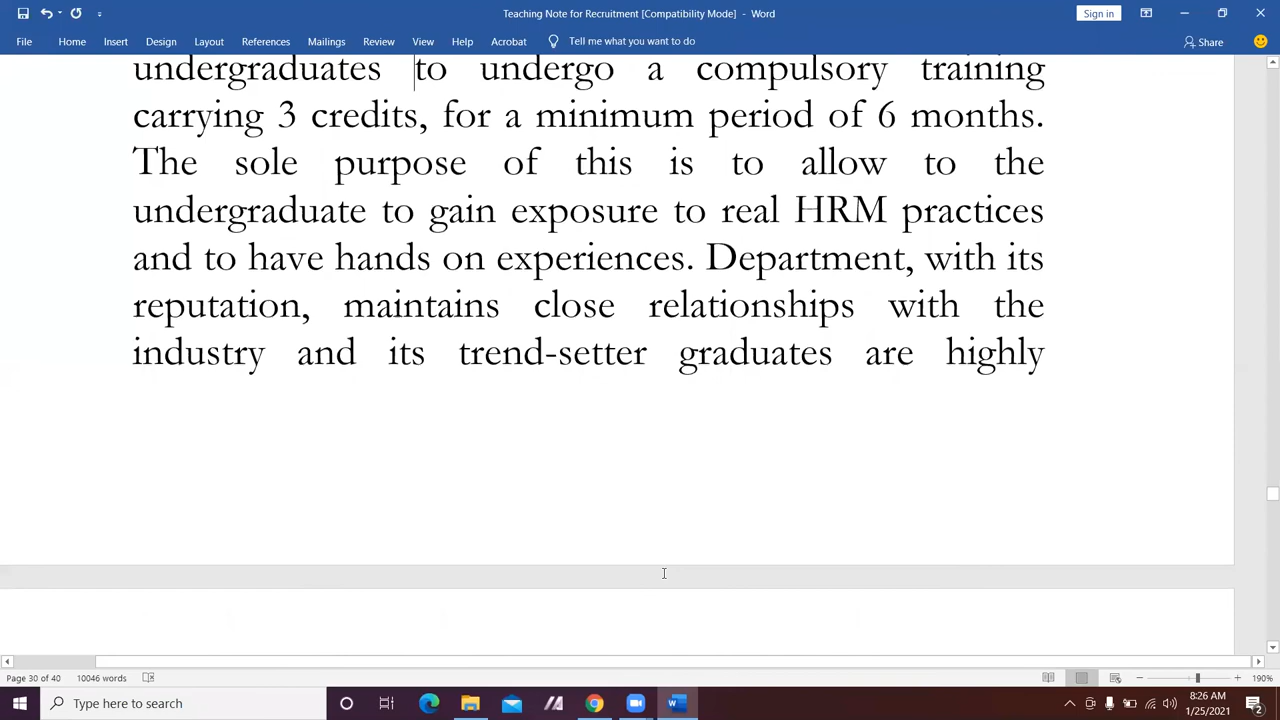 Teaching Note for Recruitment [Compatibility Mode] - Word
Sign in
File Home Insert Design Layout References Mailings Review View Help Acrobat Tell me what you want to do Share
undergraduates to undergo a compulsory training
carrying 3 credits, for a minimum period of 6 months.
The sole purpose of this is to allow to the
undergraduate to gain exposure to real HRM practices
and to have hands on experiences. Department, with its
reputation, maintains close relationships with the
industry and its trend-setter graduates are highly
Page 30 of 40 10046 words 190%
Type here to search
8:26 AM
1/25/2021
2